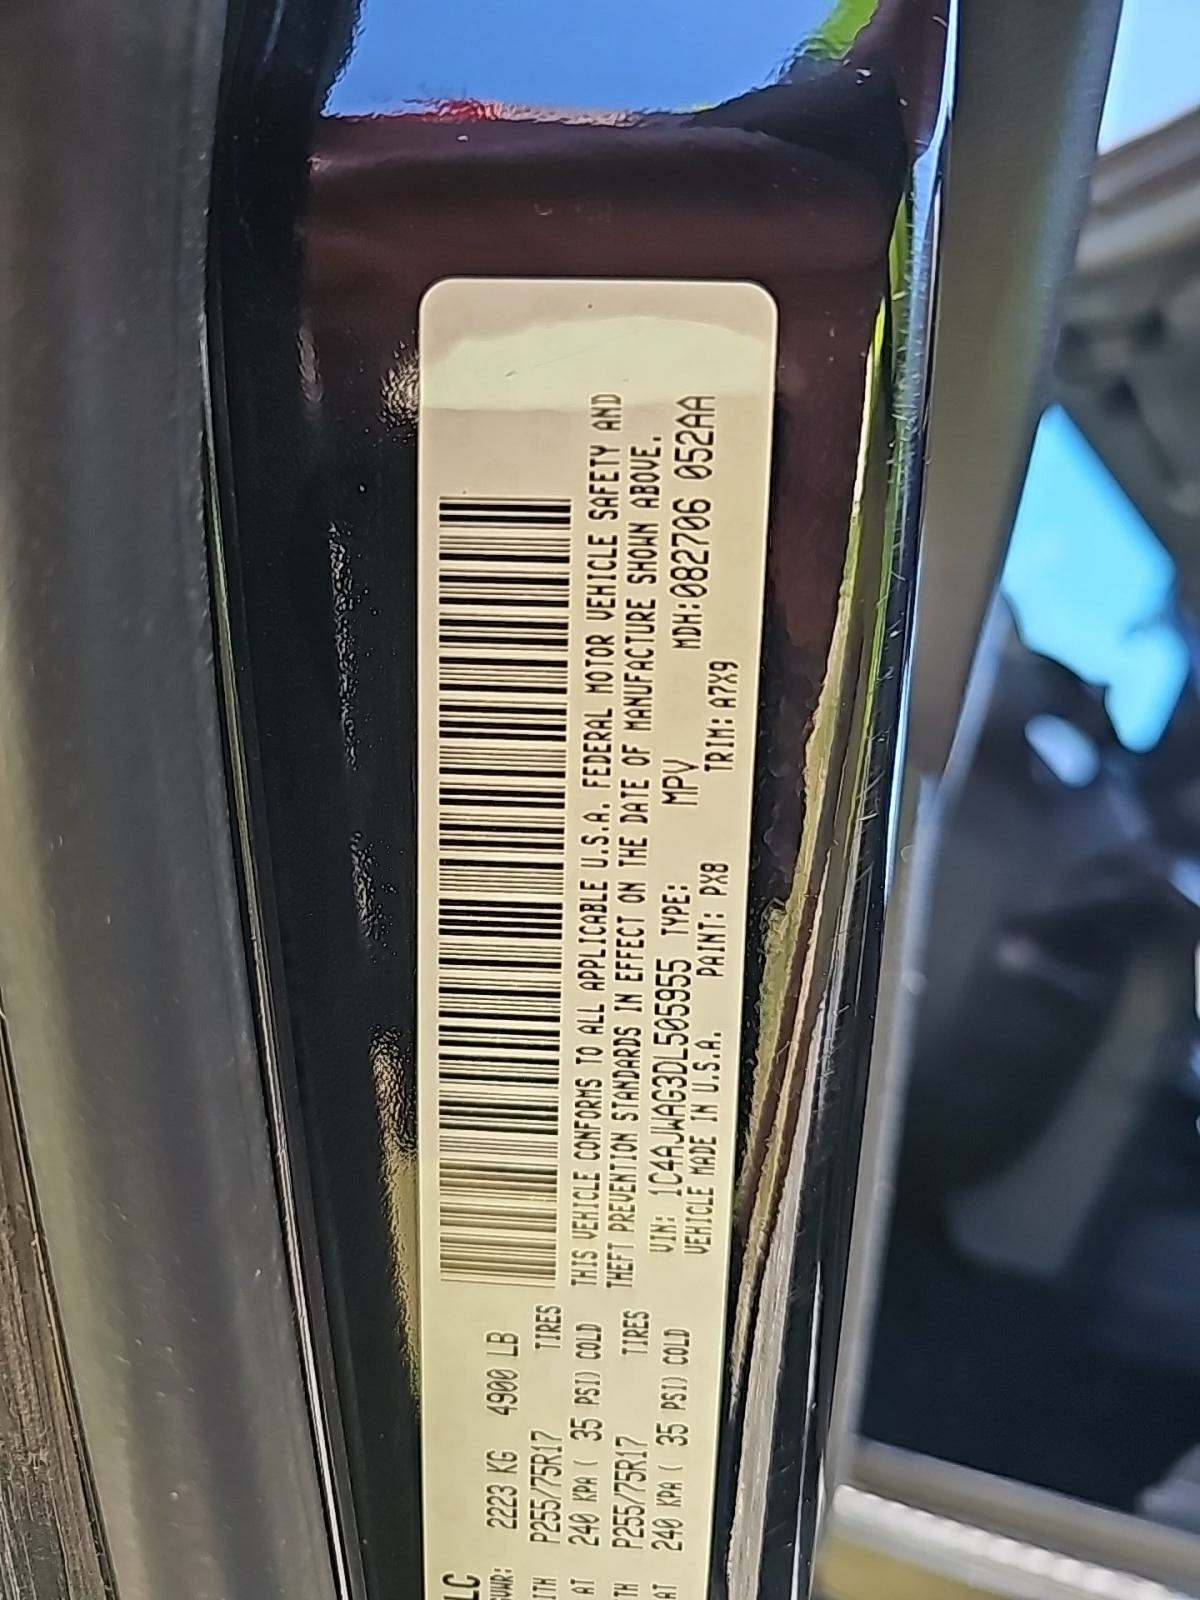 LC
GVWR: 2223 KG 4900 LB
ITH P255/75R17 TIRES
AT 240 KPA ( 35 PSI) COLD
TH P255/75R17 TIRES
AT 240 KPA ( 35 PSI) COLD
THIS VEHICLE CONFORMS TO ALL APPLICABLE U.S.A. FEDERAL MOTOR VEHICLE SAFETY AND
THEFT PREVENTION STANDARDS IN EFFECT ON THE DATE OF MANUFACTURE SHOWN ABOVE.
VIN: 1C4AJWAG3DL505955 TYPE: MPV MDH:082706 052AA
VEHICLE MADE IN U.S.A. PAINT: PX8 TRIM: A7X9